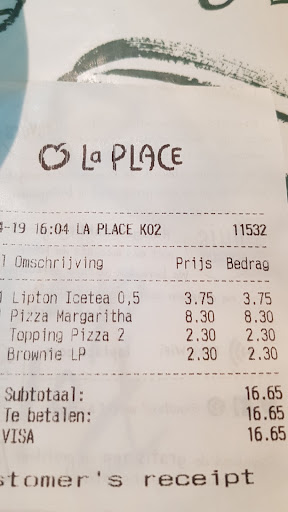 La PLACE
4-19 16:04 LA PLACE K02 11532
l Omschrijving Prijs Bedrag
1 Lipton Icetea 0,5 3.75 3.75
Pizza Margaritha 8.30 8.30
Topping Pizza 2 2.30 2.30
Brownie LP 2.30 2.30
Subtotaal: 16.65
Te betalen: 16.65
VISA 16.65
stomer's receipt